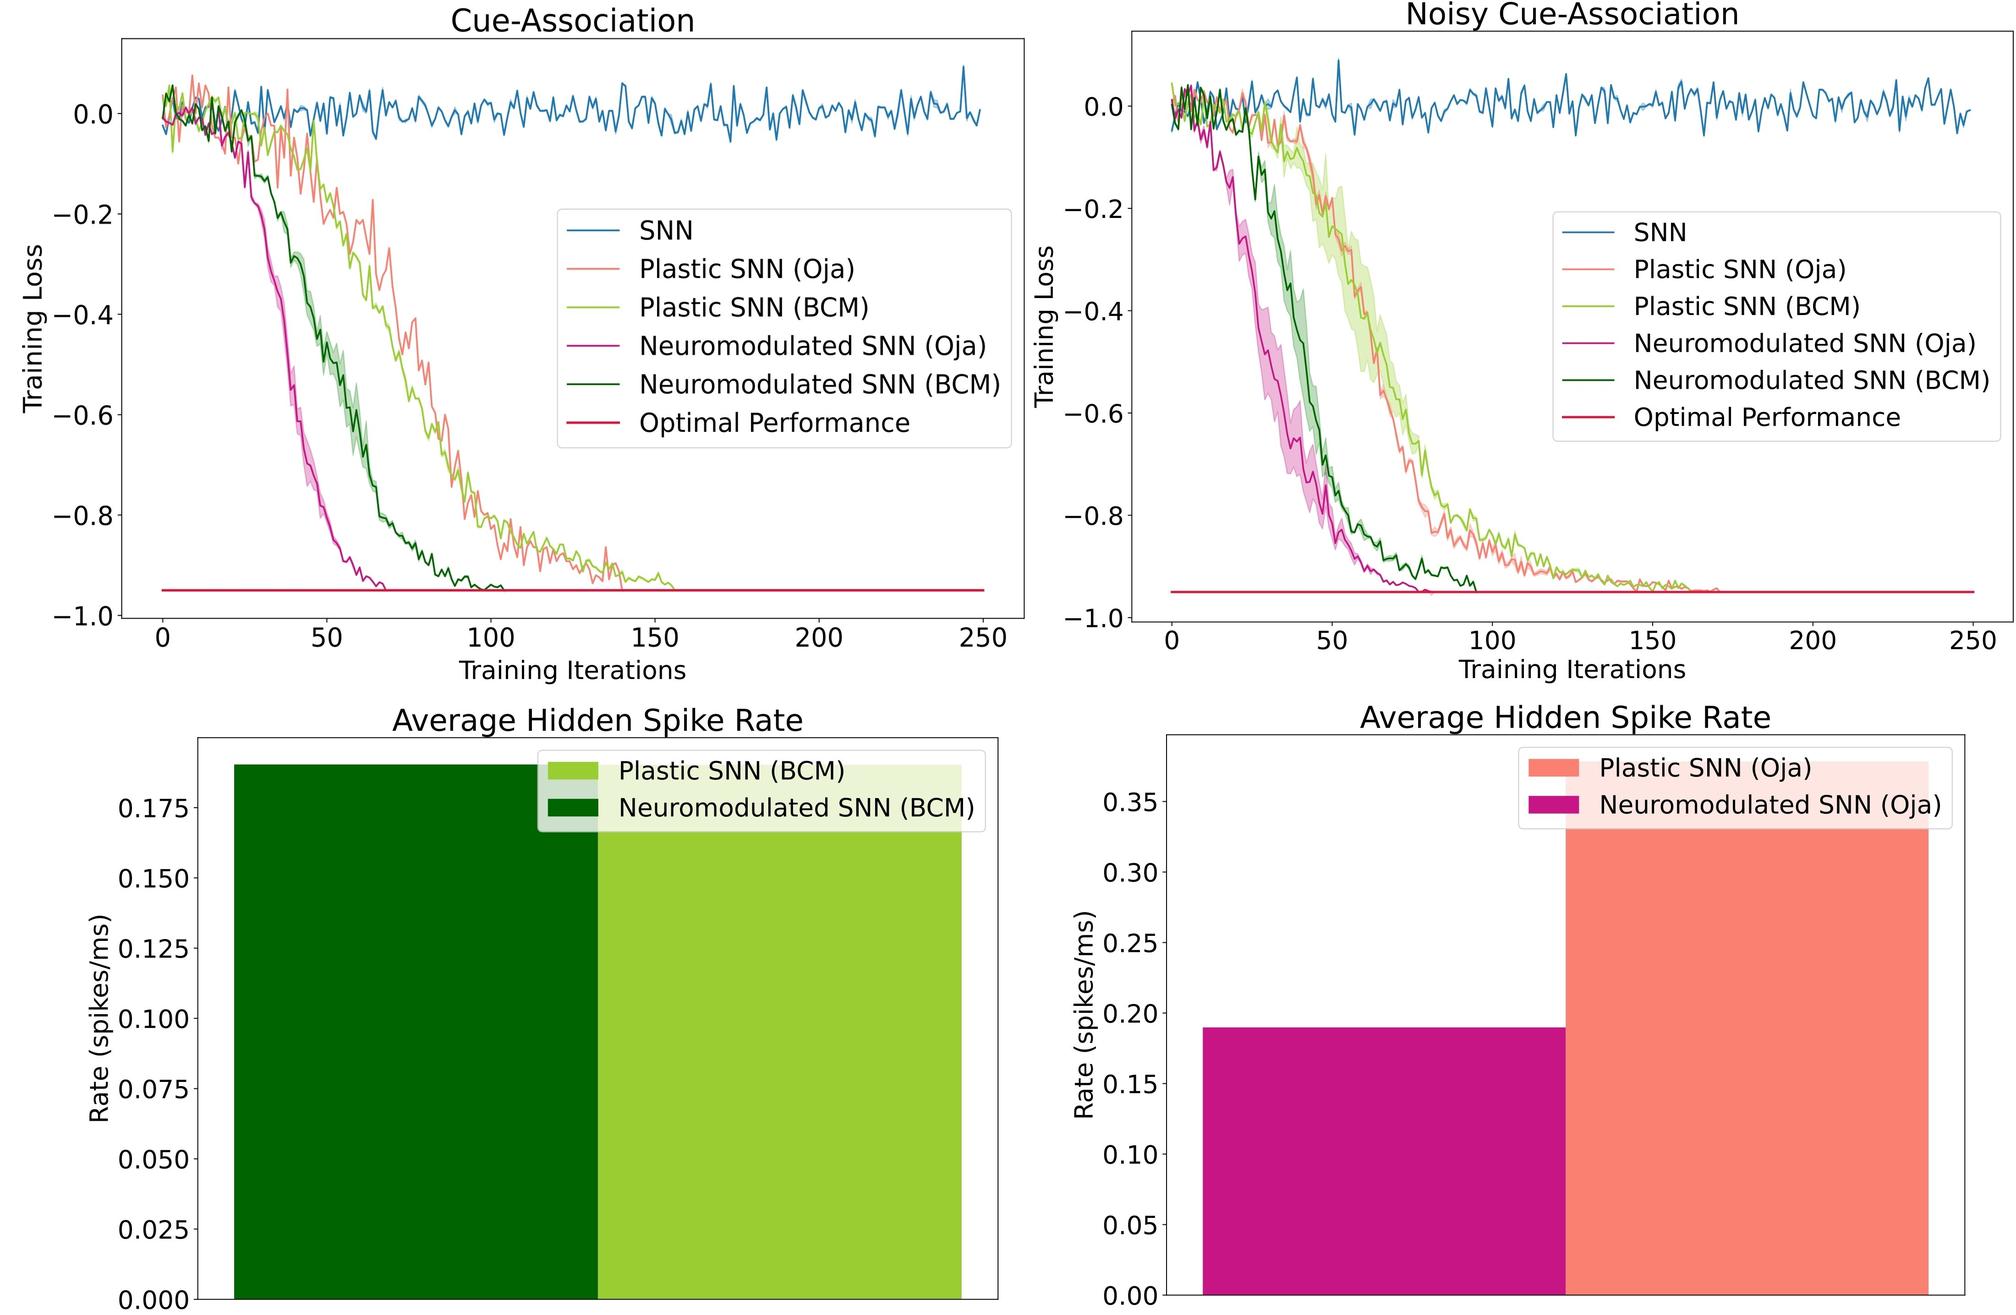 Cue-Association
0.0
−0.2
−0.4
−0.6
−0.8
−1.0
Training Loss
SNN
Plastic SNN (Oja)
Plastic SNN (BCM)
Neuromodulated SNN (Oja)
Neuromodulated SNN (BCM)
Optimal Performance
0 50 100 150 200 250
Training Iterations
Noisy Cue-Association
0.0
−0.2
−0.4
−0.6
−0.8
−1.0
Training Loss
SNN
Plastic SNN (Oja)
Plastic SNN (BCM)
Neuromodulated SNN (Oja)
Neuromodulated SNN (BCM)
Optimal Performance
0 50 100 150 200 250
Training Iterations
Average Hidden Spike Rate
Plastic SNN (BCM)
Neuromodulated SNN (BCM)
0.175
0.150
0.125
0.100
0.075
0.050
0.025
0.000
Rate (spikes/ms)
Average Hidden Spike Rate
Plastic SNN (Oja)
Neuromodulated SNN (Oja)
0.35
0.30
0.25
0.20
0.15
0.10
0.05
0.00
Rate (spikes/ms)